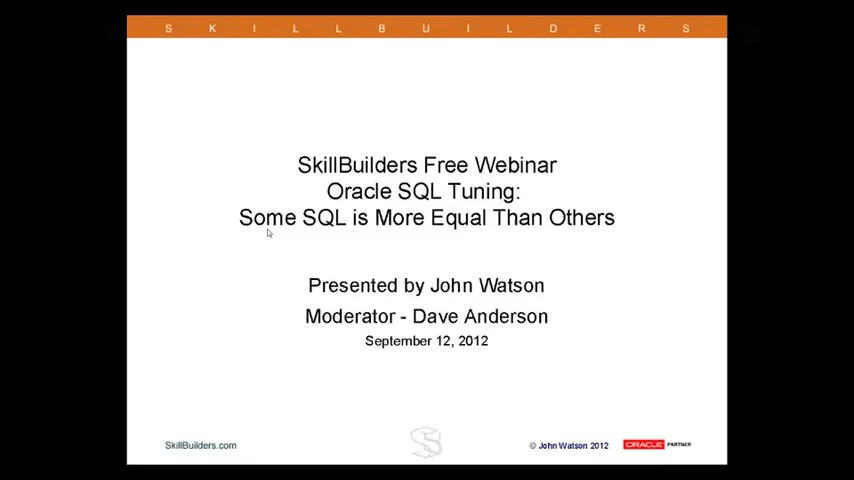 S K I L L B U I L D E R S
SkillBuilders Free Webinar
Oracle SQL Tuning:
Some SQL is More Equal Than Others
Presented by John Watson
Moderator - Dave Anderson
September 12, 2012
SkillBuilders.com
© John Watson 2012
ORACLE PARTNER